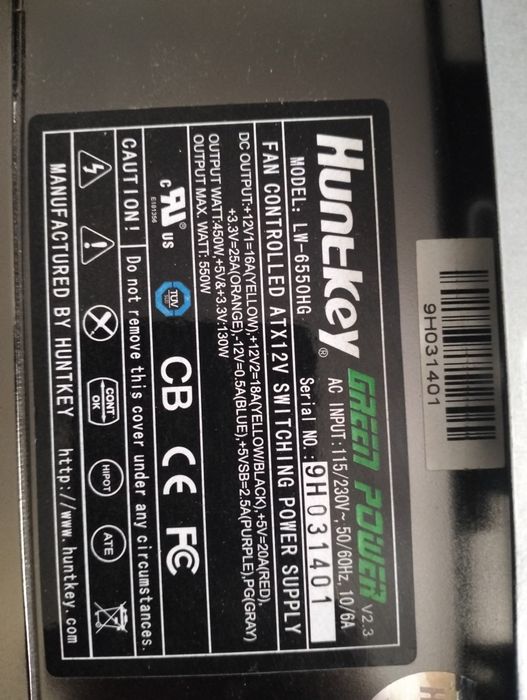 9H031401
Huntkey® GREEN POWER V2.3
MODEL: LW-6550HG AC INPUT:115/230V~,50/60Hz,10/6A
Serial NO.: 9H031401
FAN CONTROLLED ATX12V SWITCHING POWER SUPPLY
DC OUTPUT:+12V1=16A(YELLOW),+12V2=18A(YELLOW/BLACK),+5V=20A(RED),
+3.3V=25A(ORANGE),-12V=0.5A(BLUE),+5VSB=2.5A(PURPLE),PG(GRAY)
OUTPUT WATT:450W,+5V&+3.3V:130W
OUTPUT MAX. WATT: 550W
c UR® US TUV CB CE FC
E181356
CAUTION! Do not remove this cover under any circumstances.
CONT OK HIPOT ATE
MANUFACTURED BY HUNTKEY http://www.huntkey.com